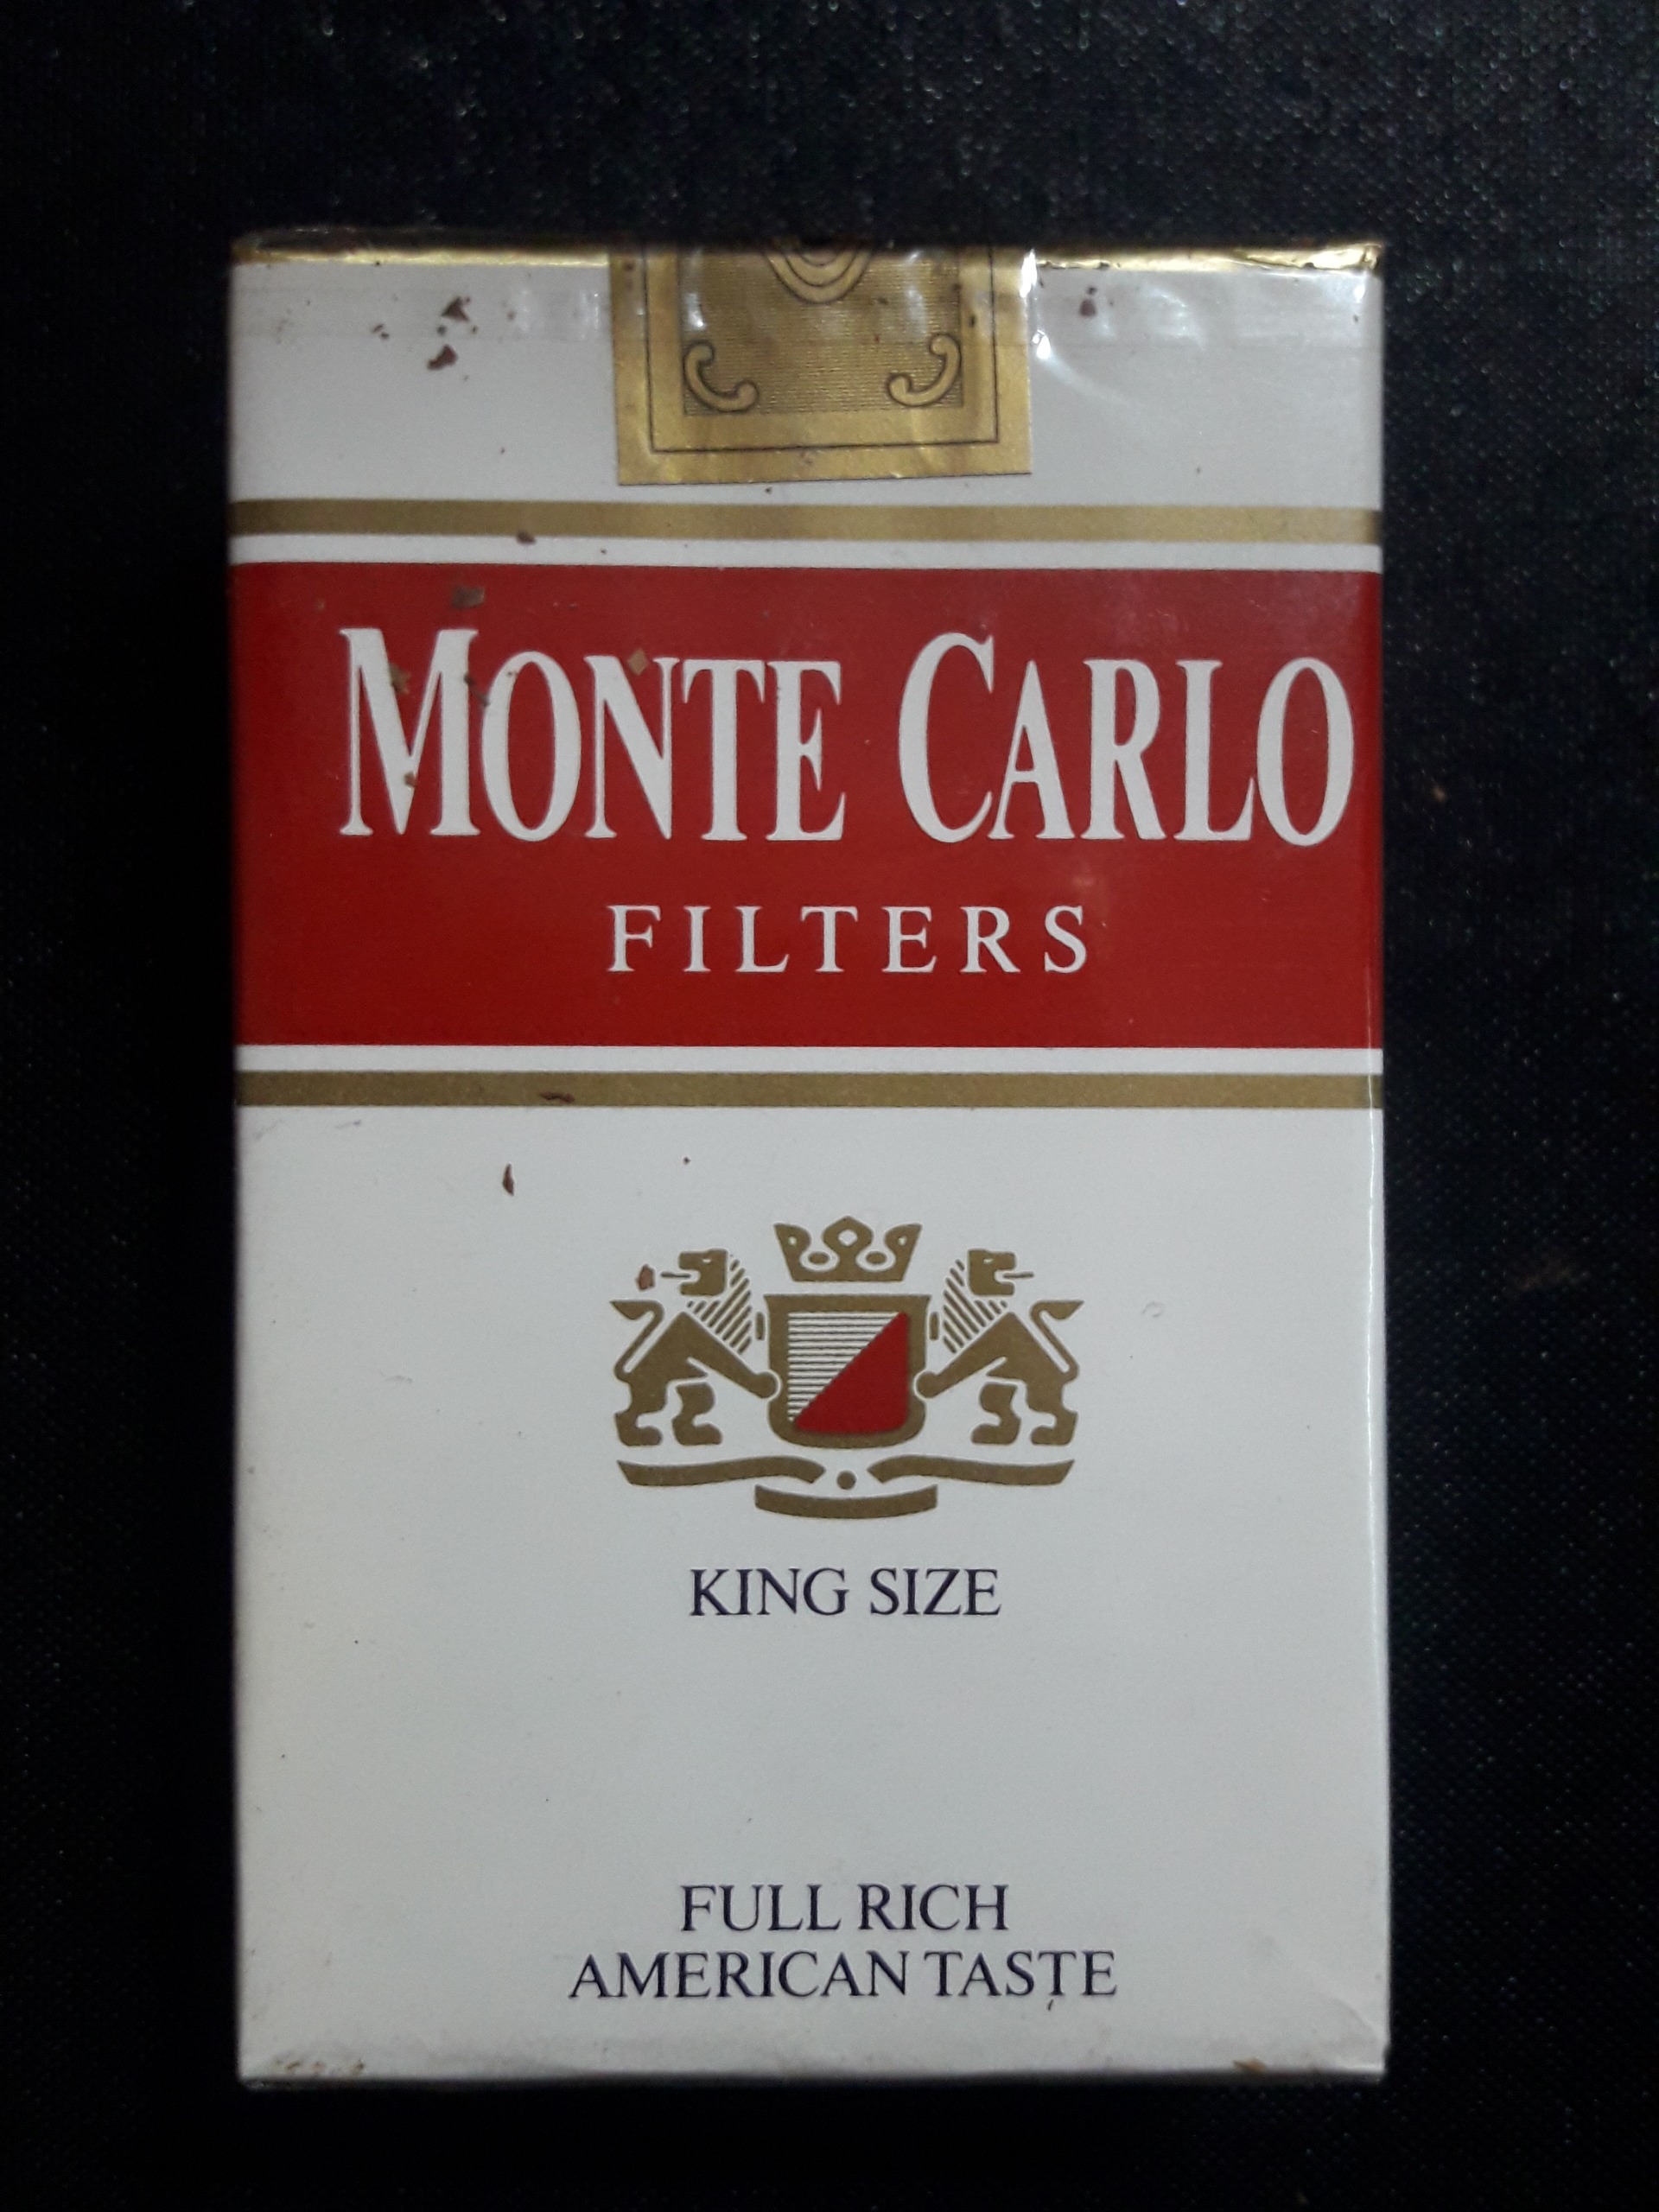 MONTE CARLO
FILTERS
KING SIZE
FULL RICH
AMERICAN TASTE